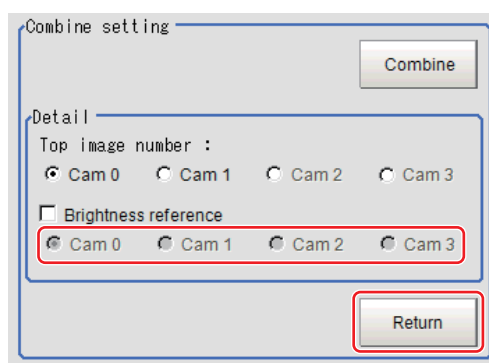 Combine setting
Combine
Detail
Top image number :
Cam 0 Cam 1 Cam 2 Cam 3
Brightness reference
Cam 0 Cam 1 Cam 2 Cam 3
Return